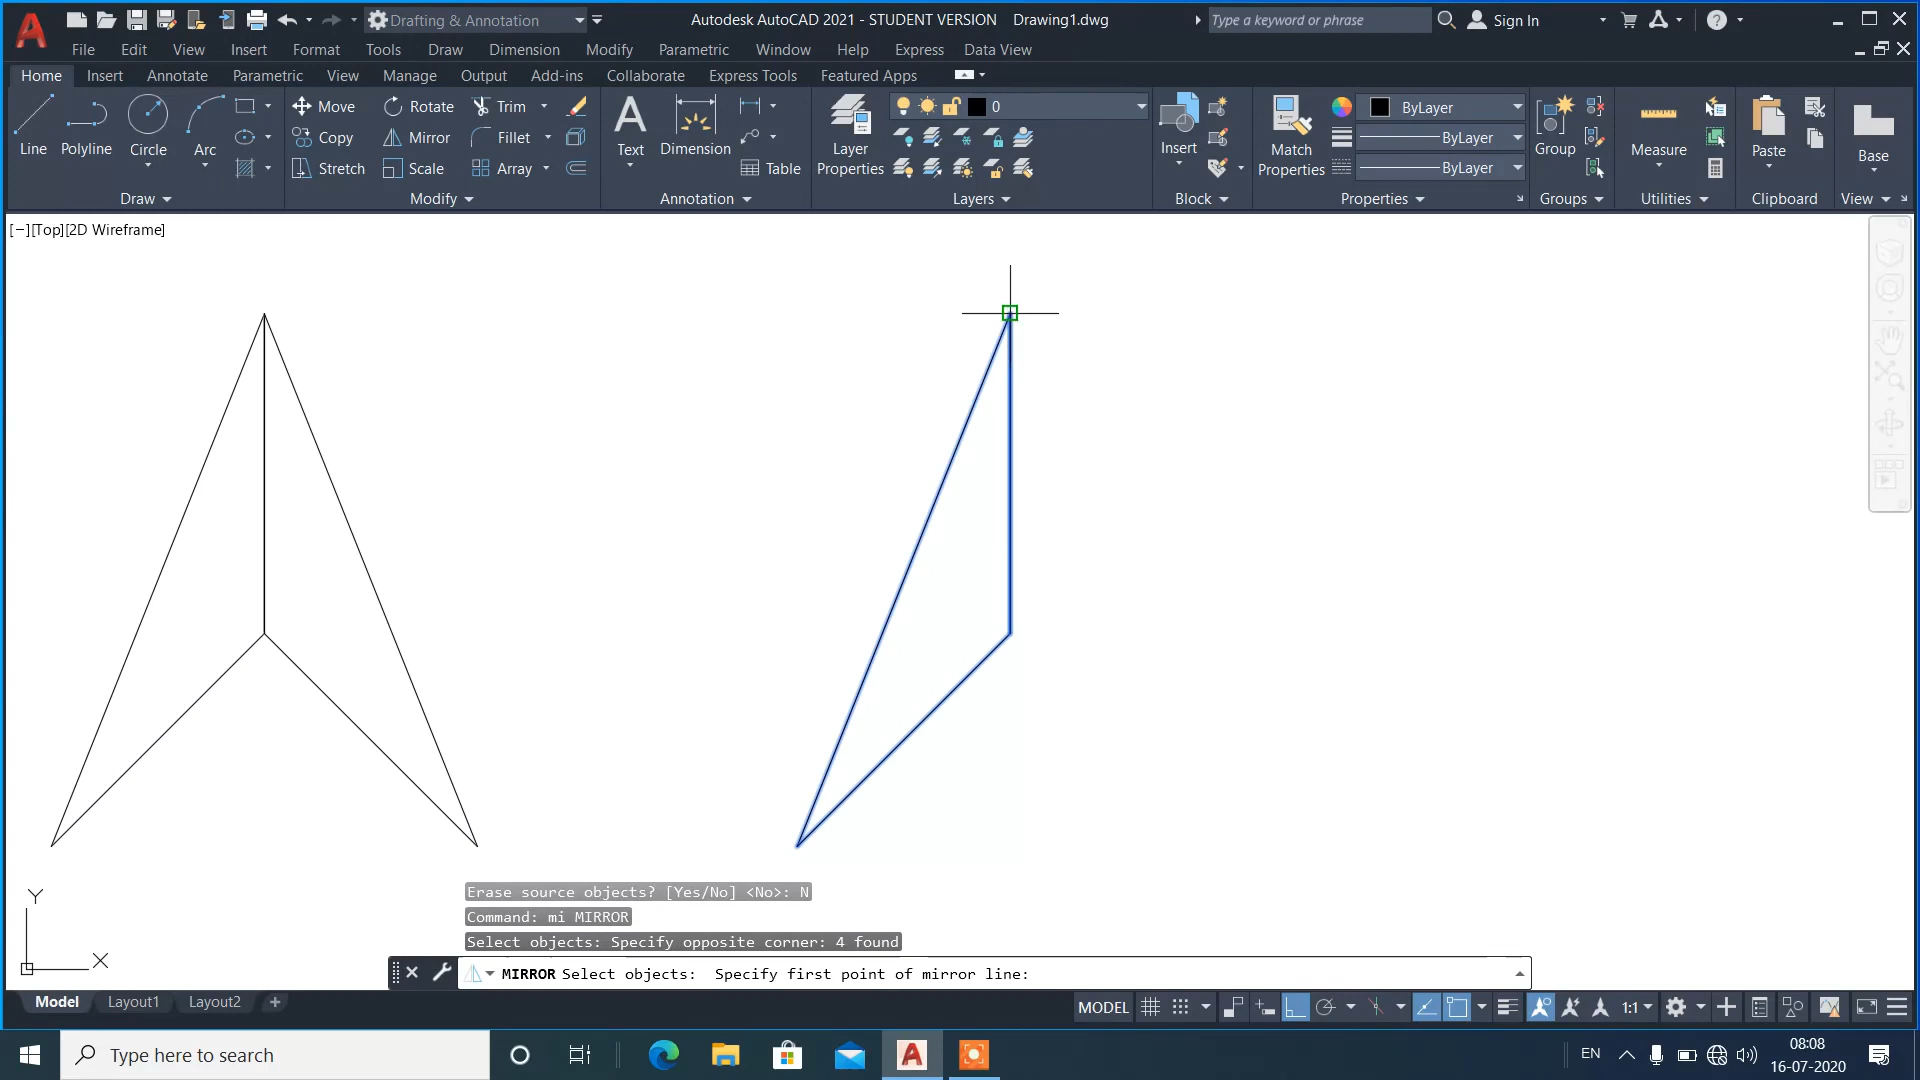 Drafting & Annotation
Autodesk AutoCAD 2021 - STUDENT VERSION Drawing1.dwg
Type a keyword or phrase
Sign In
File Edit View Insert Format Tools Draw Dimension Modify Parametric Window Help Express Data View
Home Insert Annotate Parametric View Manage Output Add-ins Collaborate Express Tools Featured Apps
Move Rotate Trim
0
ByLayer
Copy Mirror Fillet
ByLayer
Line Polyline Circle Arc
Text Dimension
Layer
Properties
Insert
Match
Properties
Group
Measure
Paste
Base
Stretch Scale Array
Table
ByLayer
Draw Modify Annotation Layers Block Properties Groups Utilities Clipboard View
[−][Top][2D Wireframe]
Y
X
Erase source objects? [Yes/No] <No>: N
Command: mi MIRROR
Select objects: Specify opposite corner: 4 found
MIRROR Select objects: Specify first point of mirror line:
Model Layout1 Layout2 +
MODEL
1:1
Type here to search
EN
08:08
16-07-2020